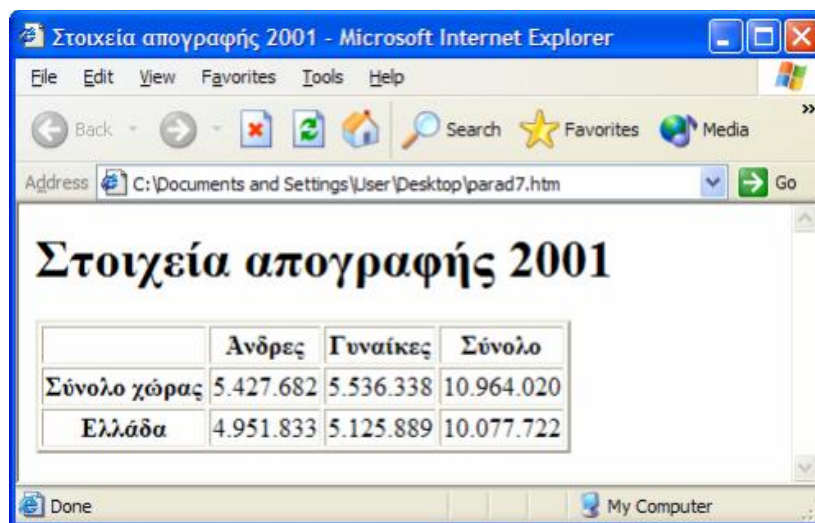 Στοιχεία απογραφής 2001 - Microsoft Internet Explorer
File Edit View Favorites Tools Help
Back Search Favorites Media »
Address C:\Documents and Settings\User\Desktop\parad7.htm Go
Στοιχεία απογραφής 2001
Άνδρες Γυναίκες Σύνολο
Σύνολο χώρας 5.427.682 5.536.338 10.964.020
Ελλάδα 4.951.833 5.125.889 10.077.722
Done My Computer